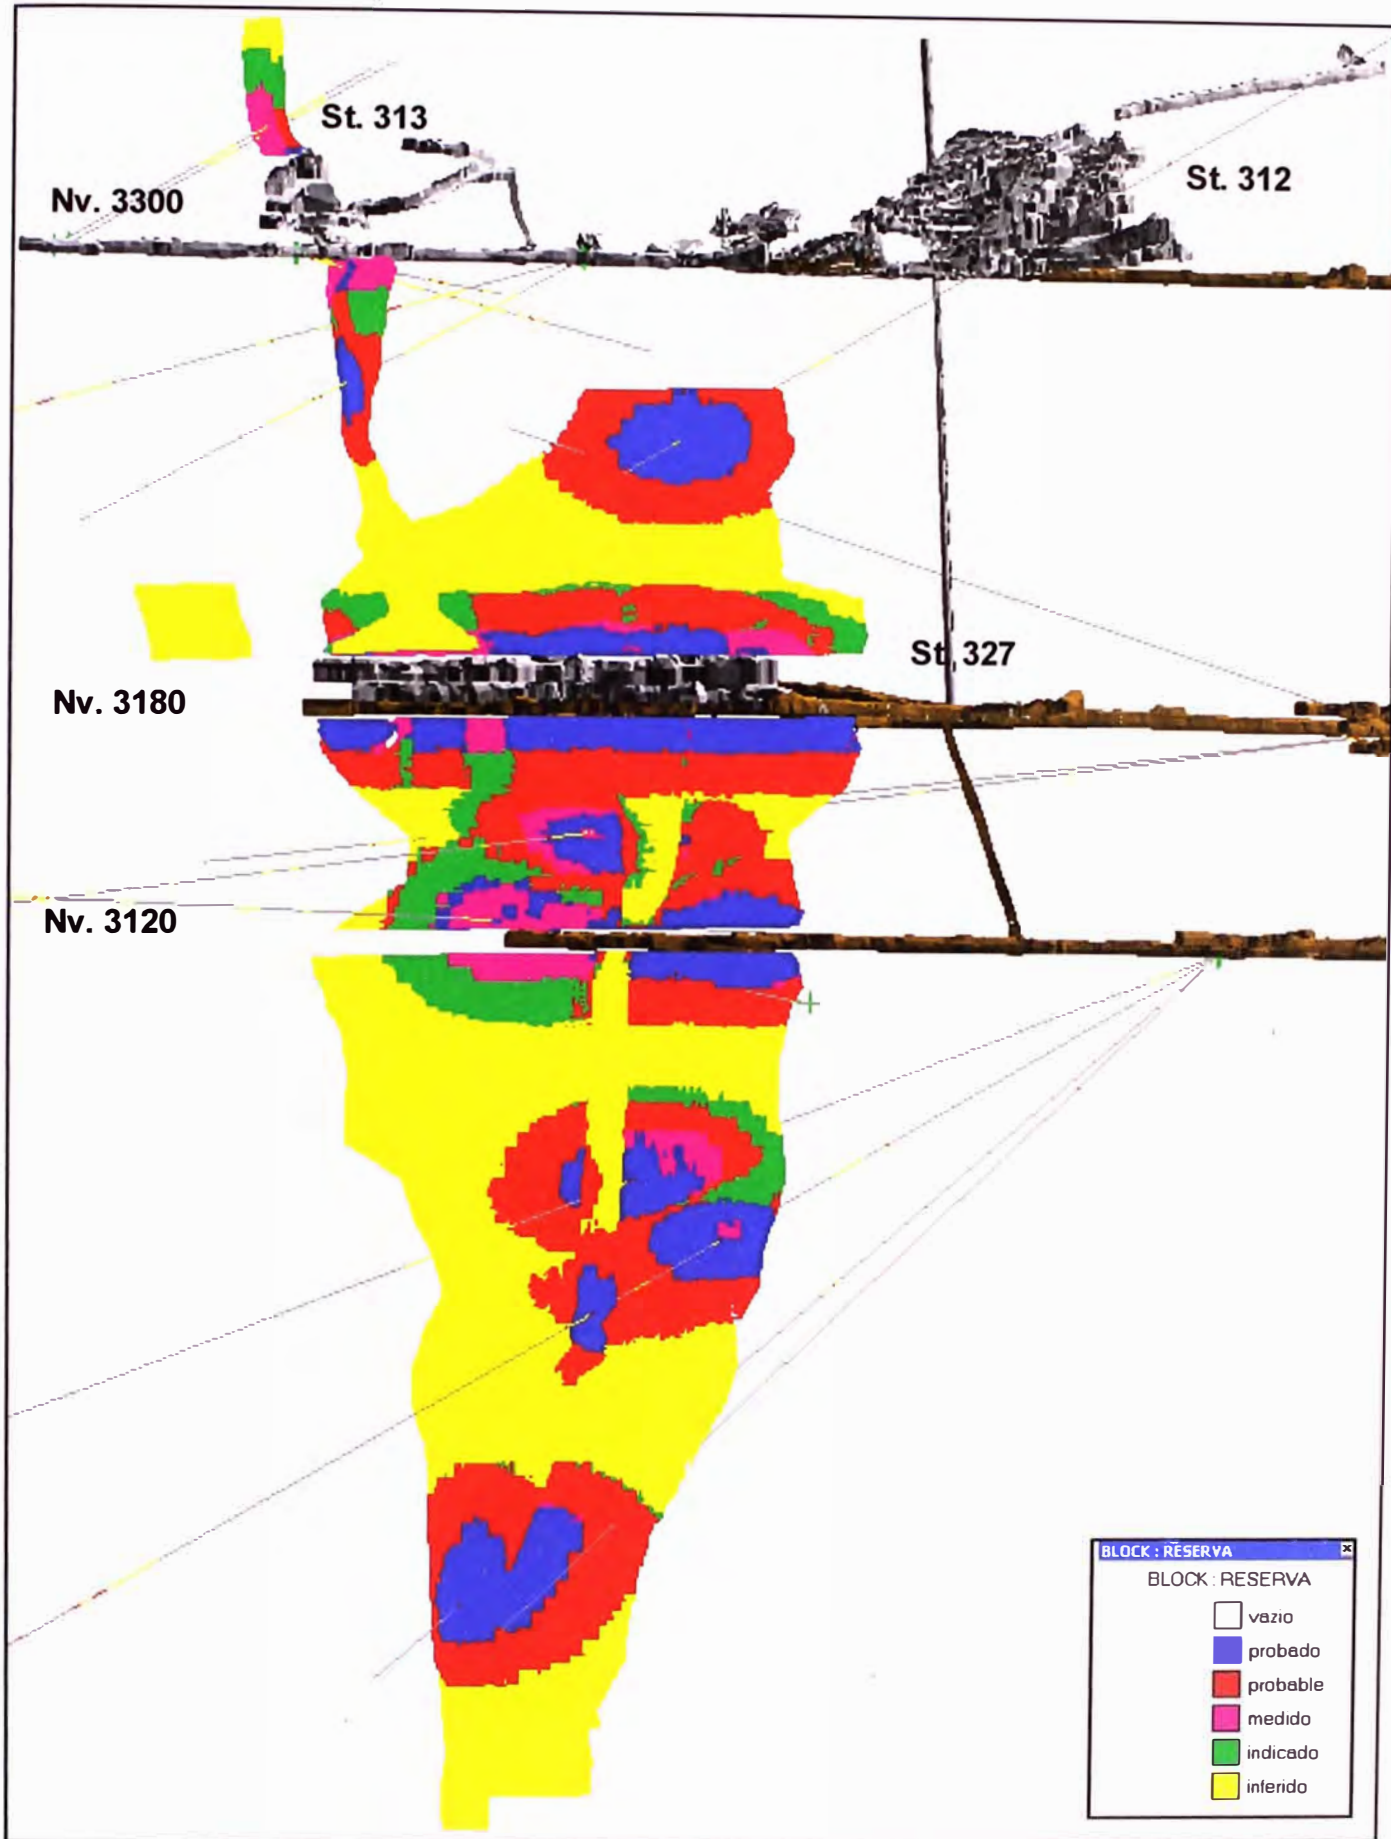 St. 313
Nv. 3300
St. 312
St. 327
Nv. 3180
Nv. 3120
BLOCK : RESERVA
BLOCK : RESERVA
vazio
probado
probable
medido
indicado
inferido